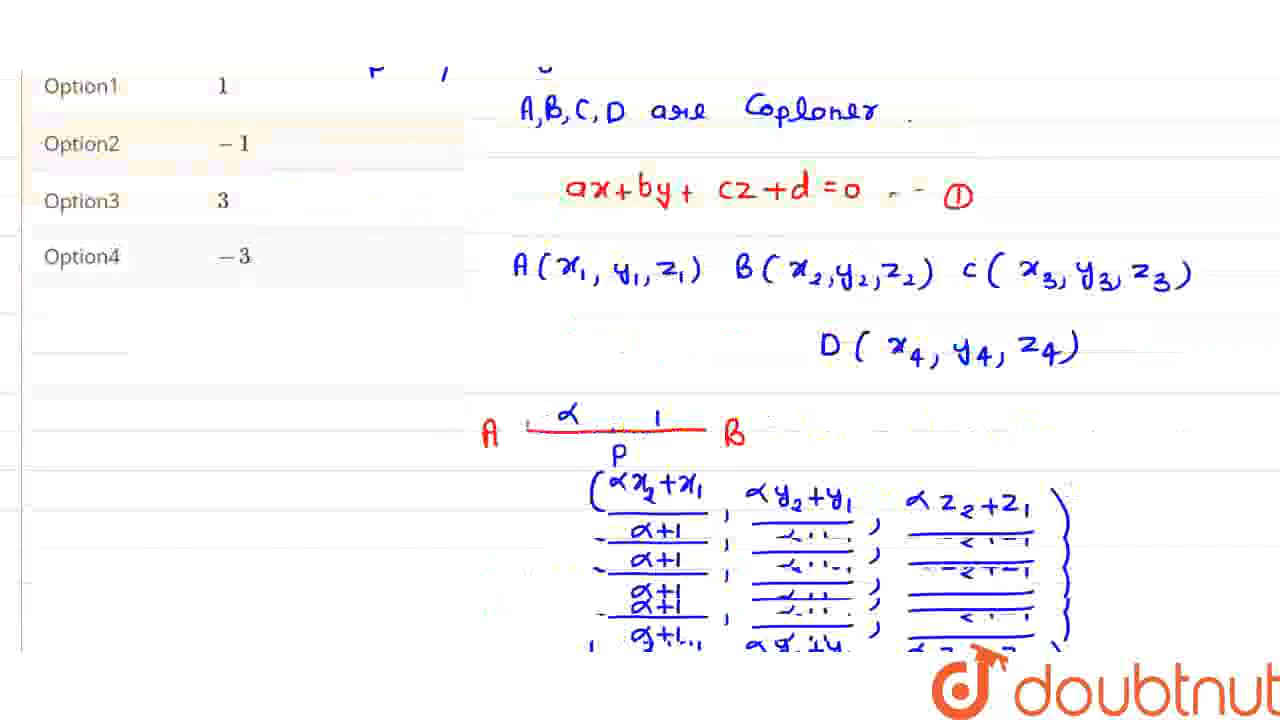 Option1 1
A,B,C,D are Coploner .
Option2 -1
ax+by+ cz+d=0 -- ①
Option3 3
Option4 -3
A(x₁, y₁, z₁) B(x₂,y₂,z₂) C(x₃, y₃, z₃)
D(x₄, y₄, z₄)
α 1
A B
P
(αx₂+x₁ , αy₂+y₁ , αz₂+z₁)
α+1
α+1
α+1
α+1
α+1
doubtnut